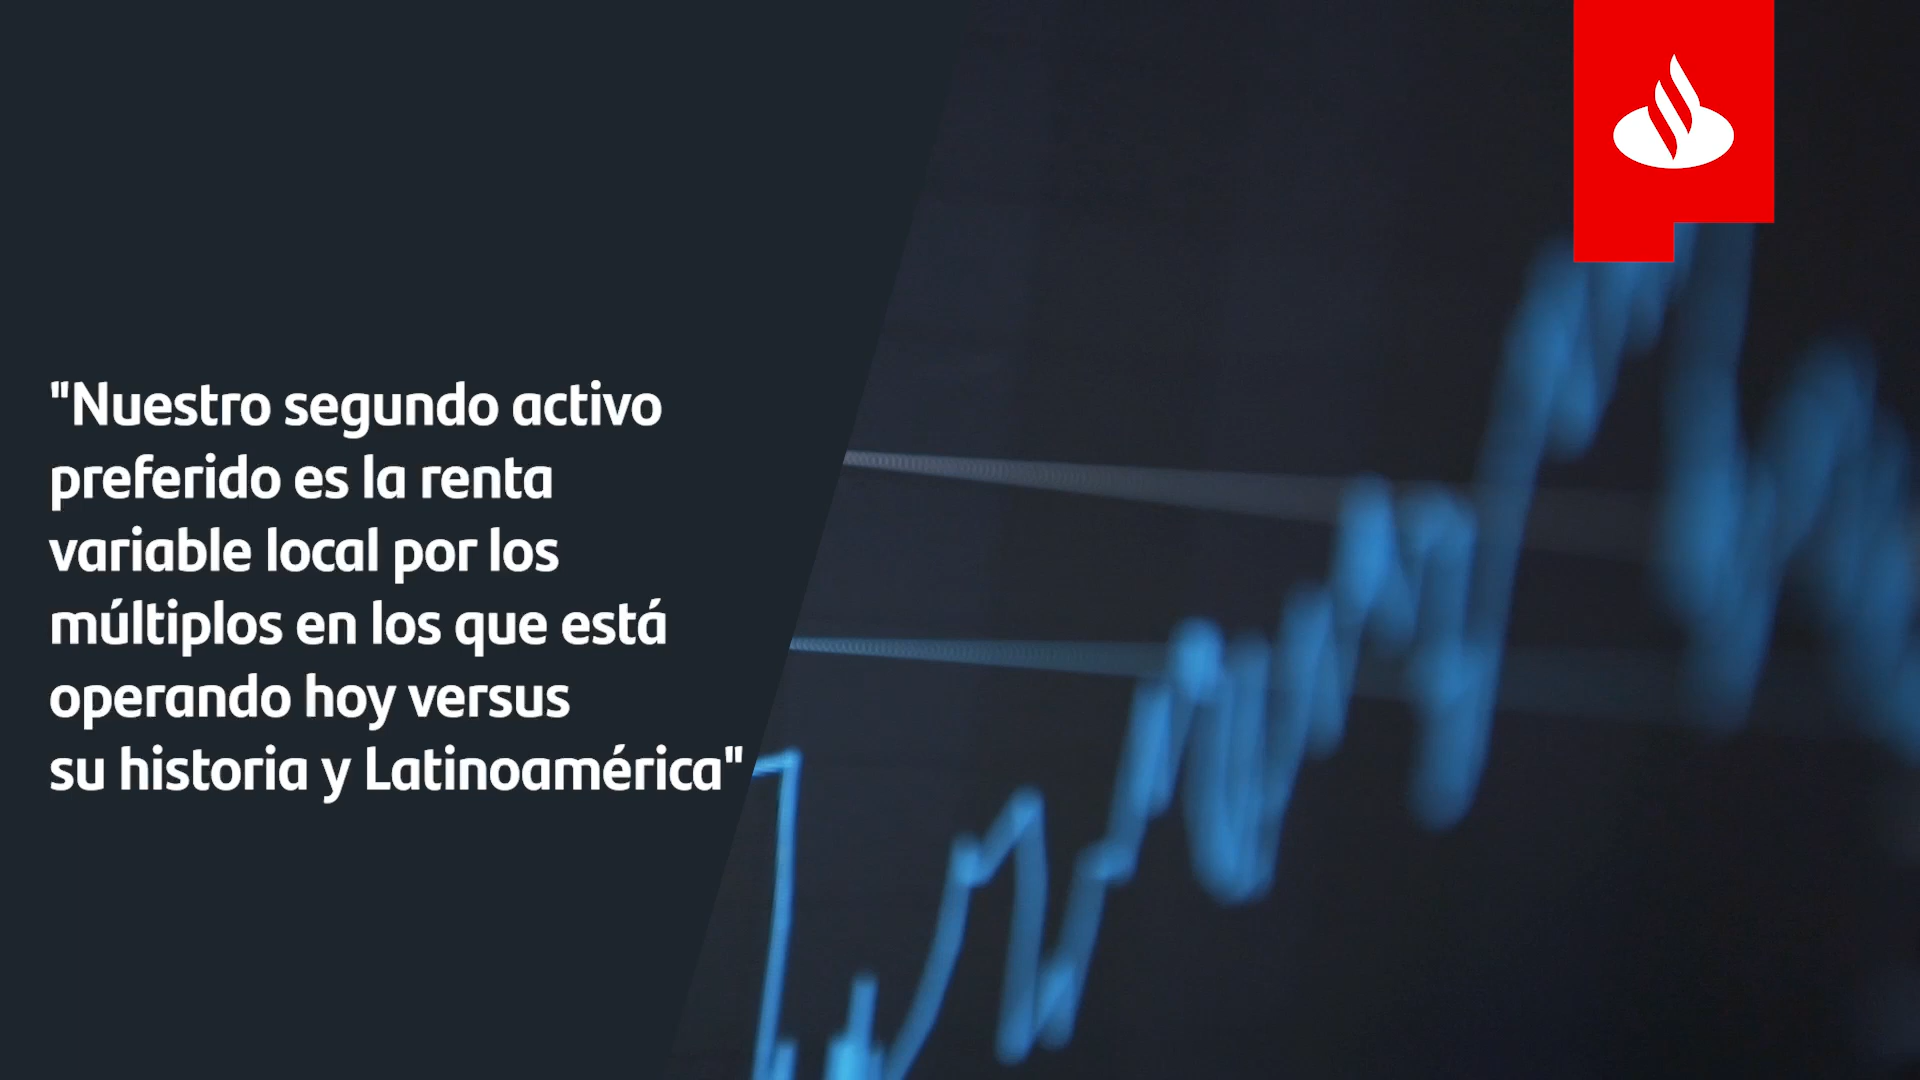 "Nuestro segundo activo
preferido es la renta
variable local por los
múltiplos en los que está
operando hoy versus
su historia y Latinoamérica"